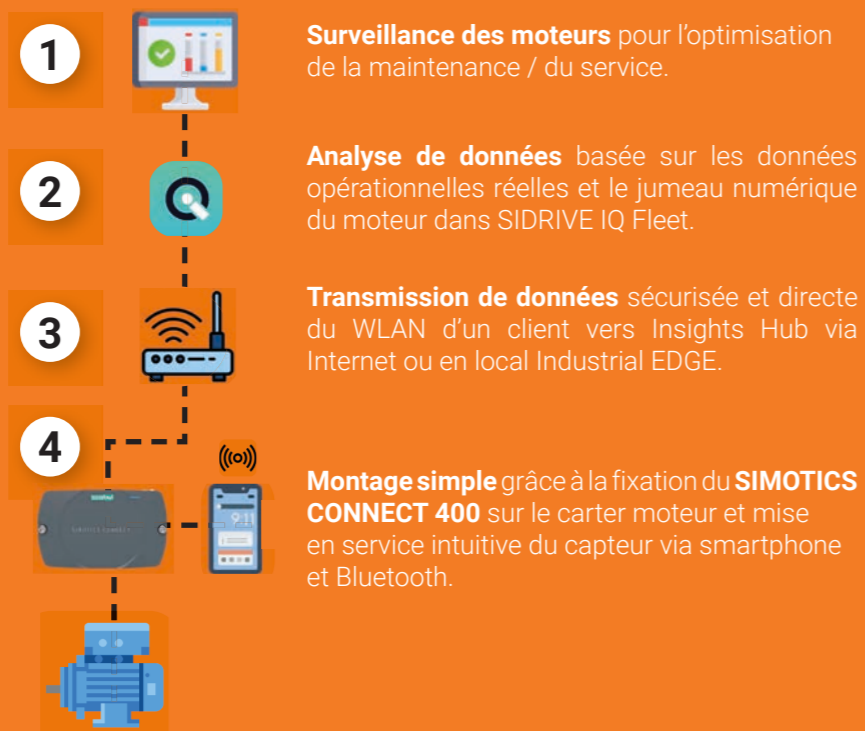 1
Surveillance des moteurs pour l’optimisation
de la maintenance / du service.
2
Analyse de données basée sur les données
opérationnelles réelles et le jumeau numérique
du moteur dans SIDRIVE IQ Fleet.
3
Transmission de données sécurisée et directe
du WLAN d’un client vers Insights Hub via
Internet ou en local Industrial EDGE.
4
9:11
Montage simple grâce à la fixation du SIMOTICS
CONNECT 400 sur le carter moteur et mise
en service intuitive du capteur via smartphone
et Bluetooth.